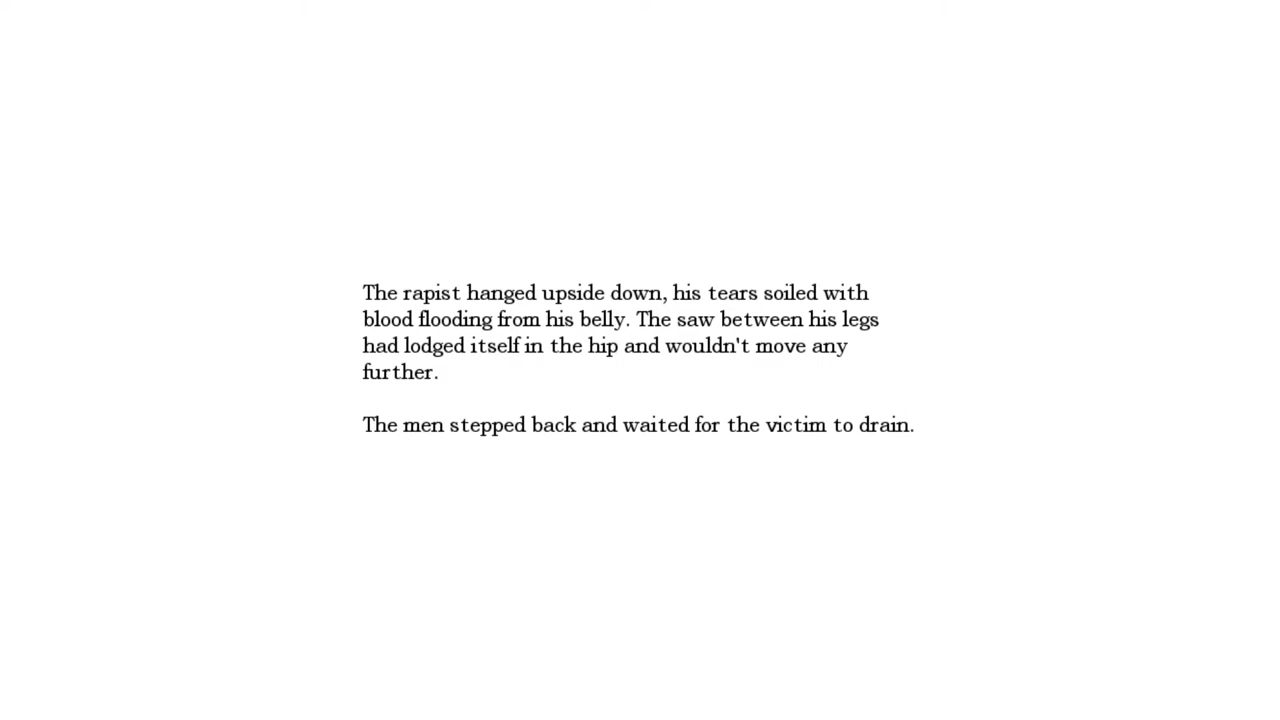 The rapist hanged upside down, his tears soiled with
blood flooding from his belly. The saw between his legs
had lodged itself in the hip and wouldn't move any
further.
The men stepped back and waited for the victim to drain.